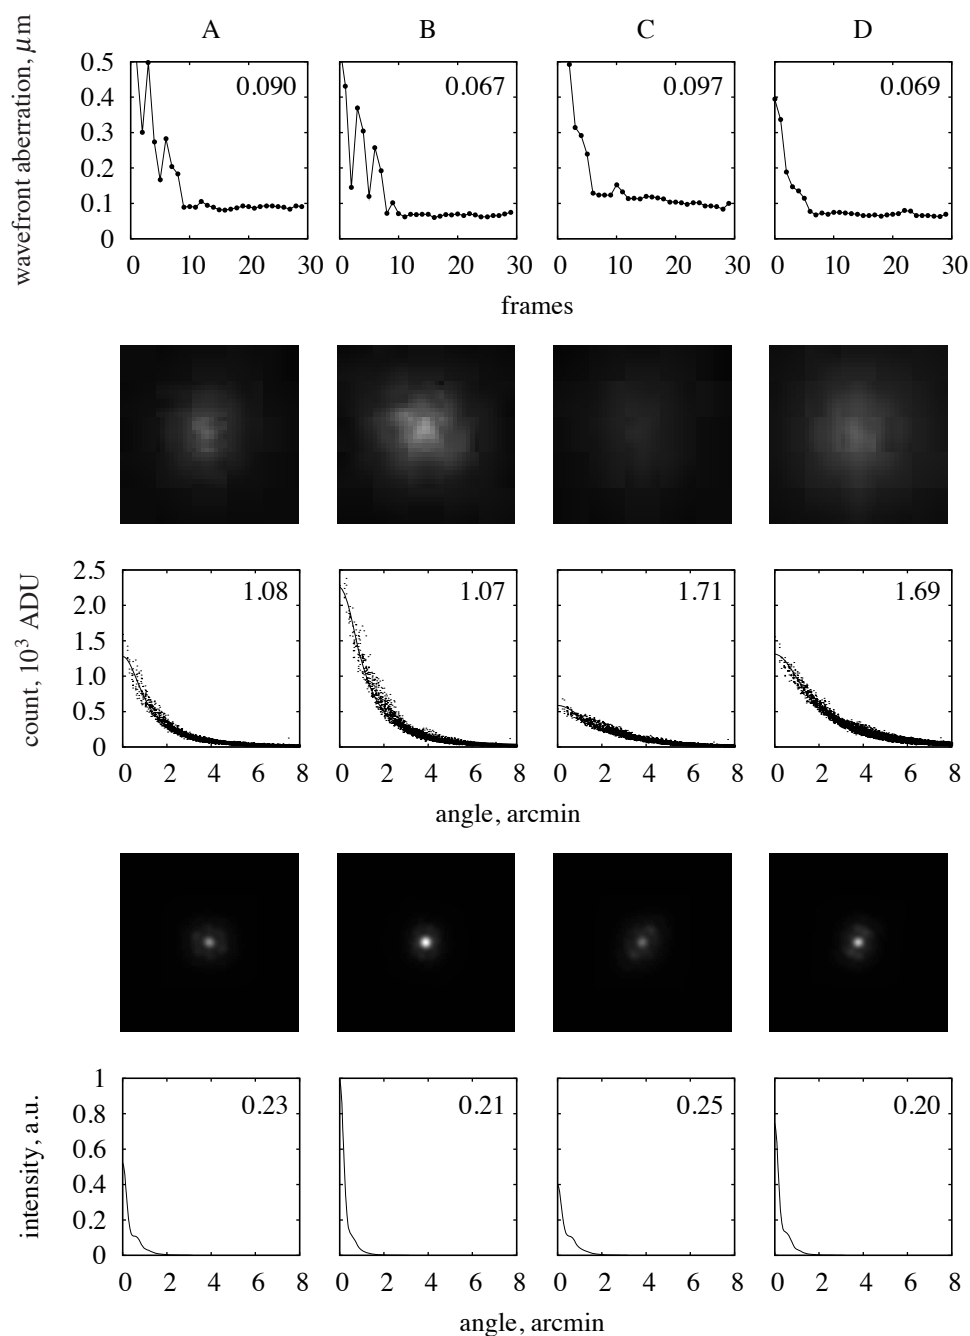 A B C D
wavefront aberration, μm
0.5
0.4
0.3
0.2
0.1
0
0.090 0.067 0.097 0.069
0 10 20 30 0 10 20 30 0 10 20 30 0 10 20 30
frames
count, 10³ ADU
2.5
2.0
1.5
1.0
0.5
0
1.08 1.07 1.71 1.69
0 2 4 6 8 0 2 4 6 8 0 2 4 6 8 0 2 4 6 8
angle, arcmin
intensity, a.u.
1
0.8
0.6
0.4
0.2
0
0.23 0.21 0.25 0.20
0 2 4 6 8 0 2 4 6 8 0 2 4 6 8 0 2 4 6 8
angle, arcmin